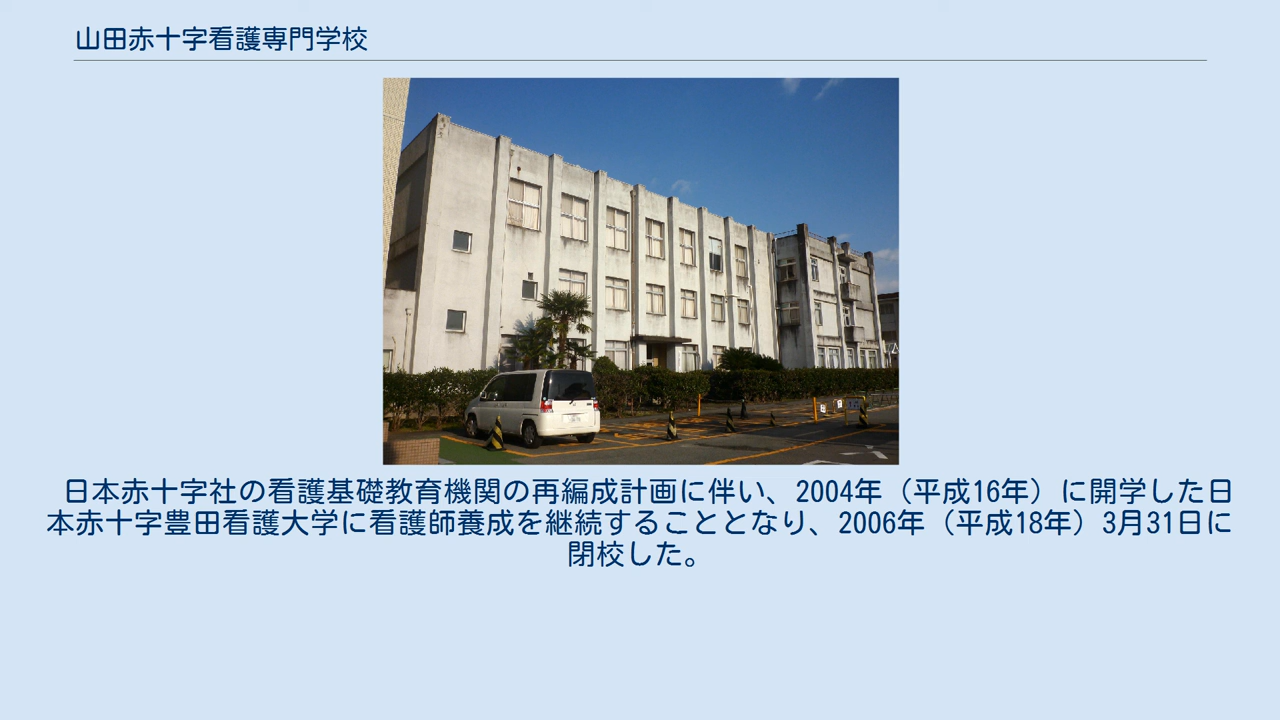 山田赤十字看護専門学校
日本赤十字社の看護基礎教育機関の再編成計画に伴い、2004年（平成16年）に開学した日
本赤十字豊田看護大学に看護師養成を継続することとなり、2006年（平成18年）3月31日に
閉校した。